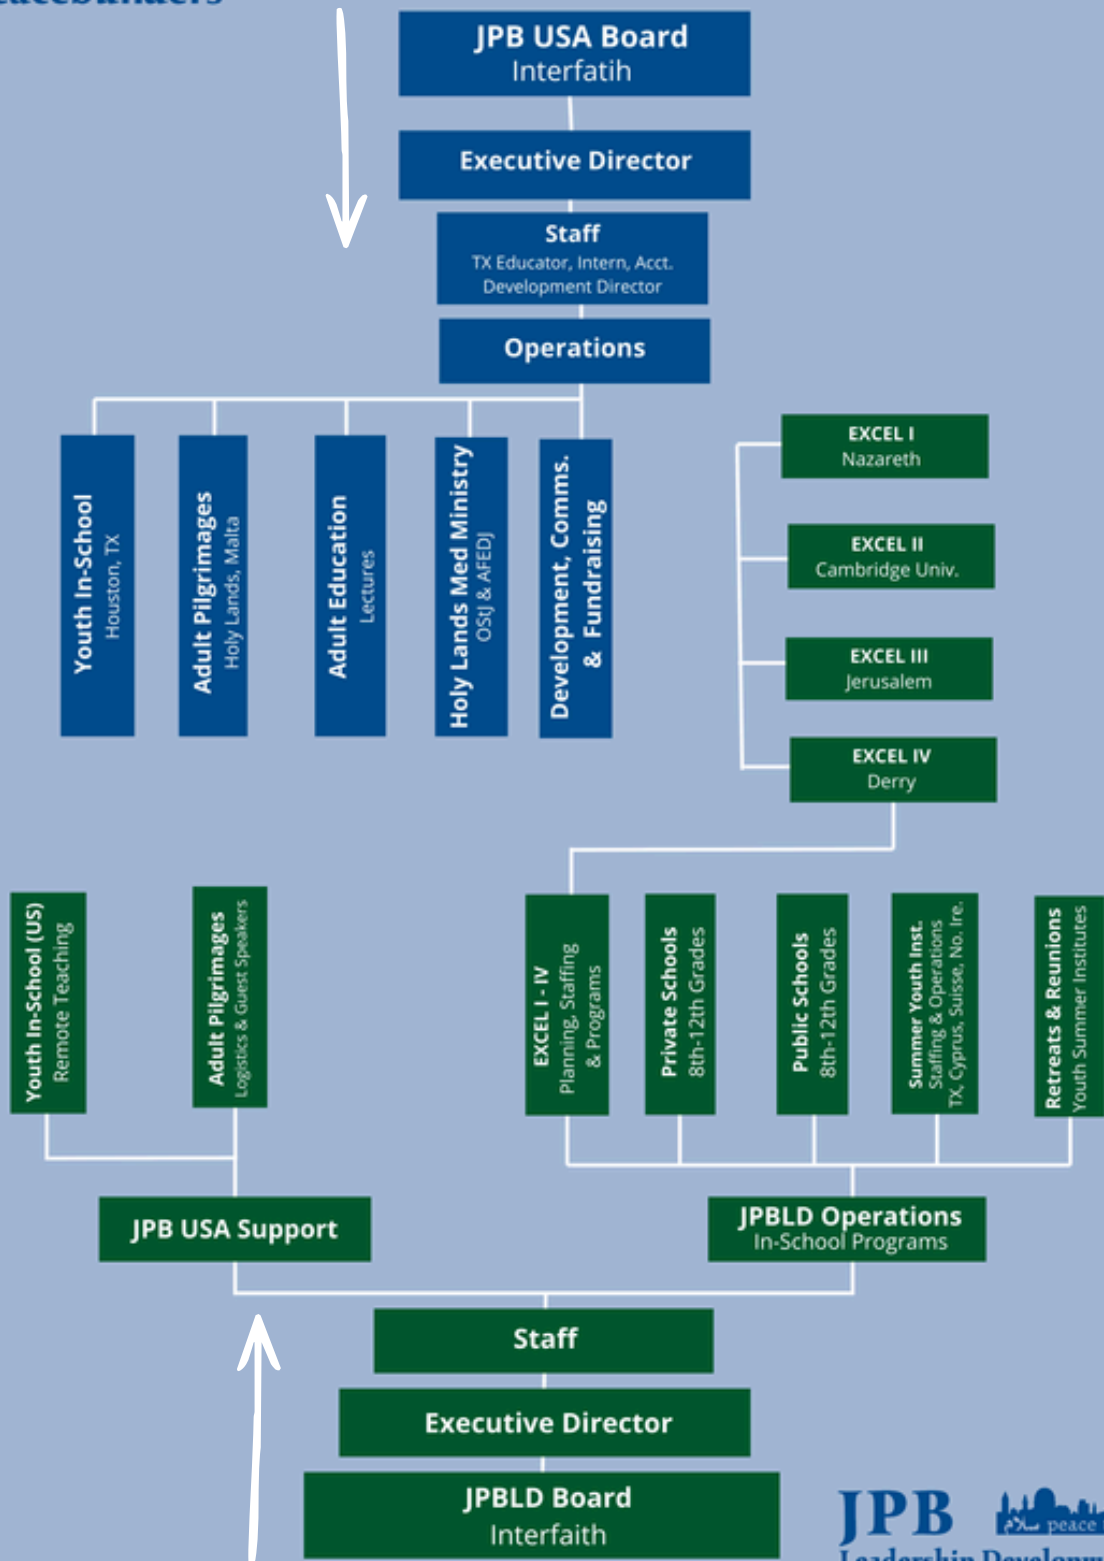 JPB USA Board
Interfatih
Executive Director
Staff
TX Educator, Intern, Acct.
Development Director
Operations
Youth In-School
Houston, TX
Adult Pilgrimages
Holy Lands, Malta
Adult Education
Lectures
Holy Lands Med Ministry
OStJ & AFEDJ
Development, Comms.
& Fundraising
EXCEL I
Nazareth
EXCEL II
Cambridge Univ.
EXCEL III
Jerusalem
EXCEL IV
Derry
Youth In-School (US)
Remote Teaching
Adult Pilgrimages
Logistics & Guest Speakers
EXCEL I - IV
Planning, Staffing
& Programs
Private Schools
8th-12th Grades
Public Schools
8th-12th Grades
Summer Youth Inst.
Staffing & Operations
TX, Cyprus, Suisse, No. Ire.
Retreats & Reunions
Youth Summer Institutes
JPB USA Support
JPBLD Operations
In-School Programs
Staff
Executive Director
JPBLD Board
Interfaith
JPB
سلام peace
Leadership